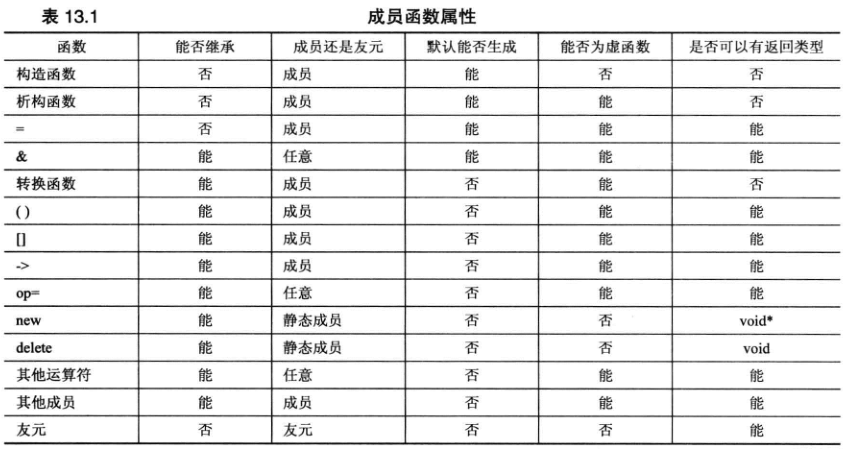 表 13.1 成员函数属性
函数 能否继承 成员还是友元 默认能否生成 能否为虚函数 是否可以有返回类型
构造函数 否 成员 能 否 否
析构函数 否 成员 能 能 否
= 否 成员 能 能 能
& 能 任意 能 能 能
转换函数 能 成员 否 能 否
( ) 能 成员 否 能 能
[] 能 成员 否 能 能
-> 能 成员 否 能 能
op= 能 任意 否 能 能
new 能 静态成员 否 否 void*
delete 能 静态成员 否 否 void
其他运算符 能 任意 否 能 能
其他成员 能 成员 否 能 能
友元 否 友元 否 否 能